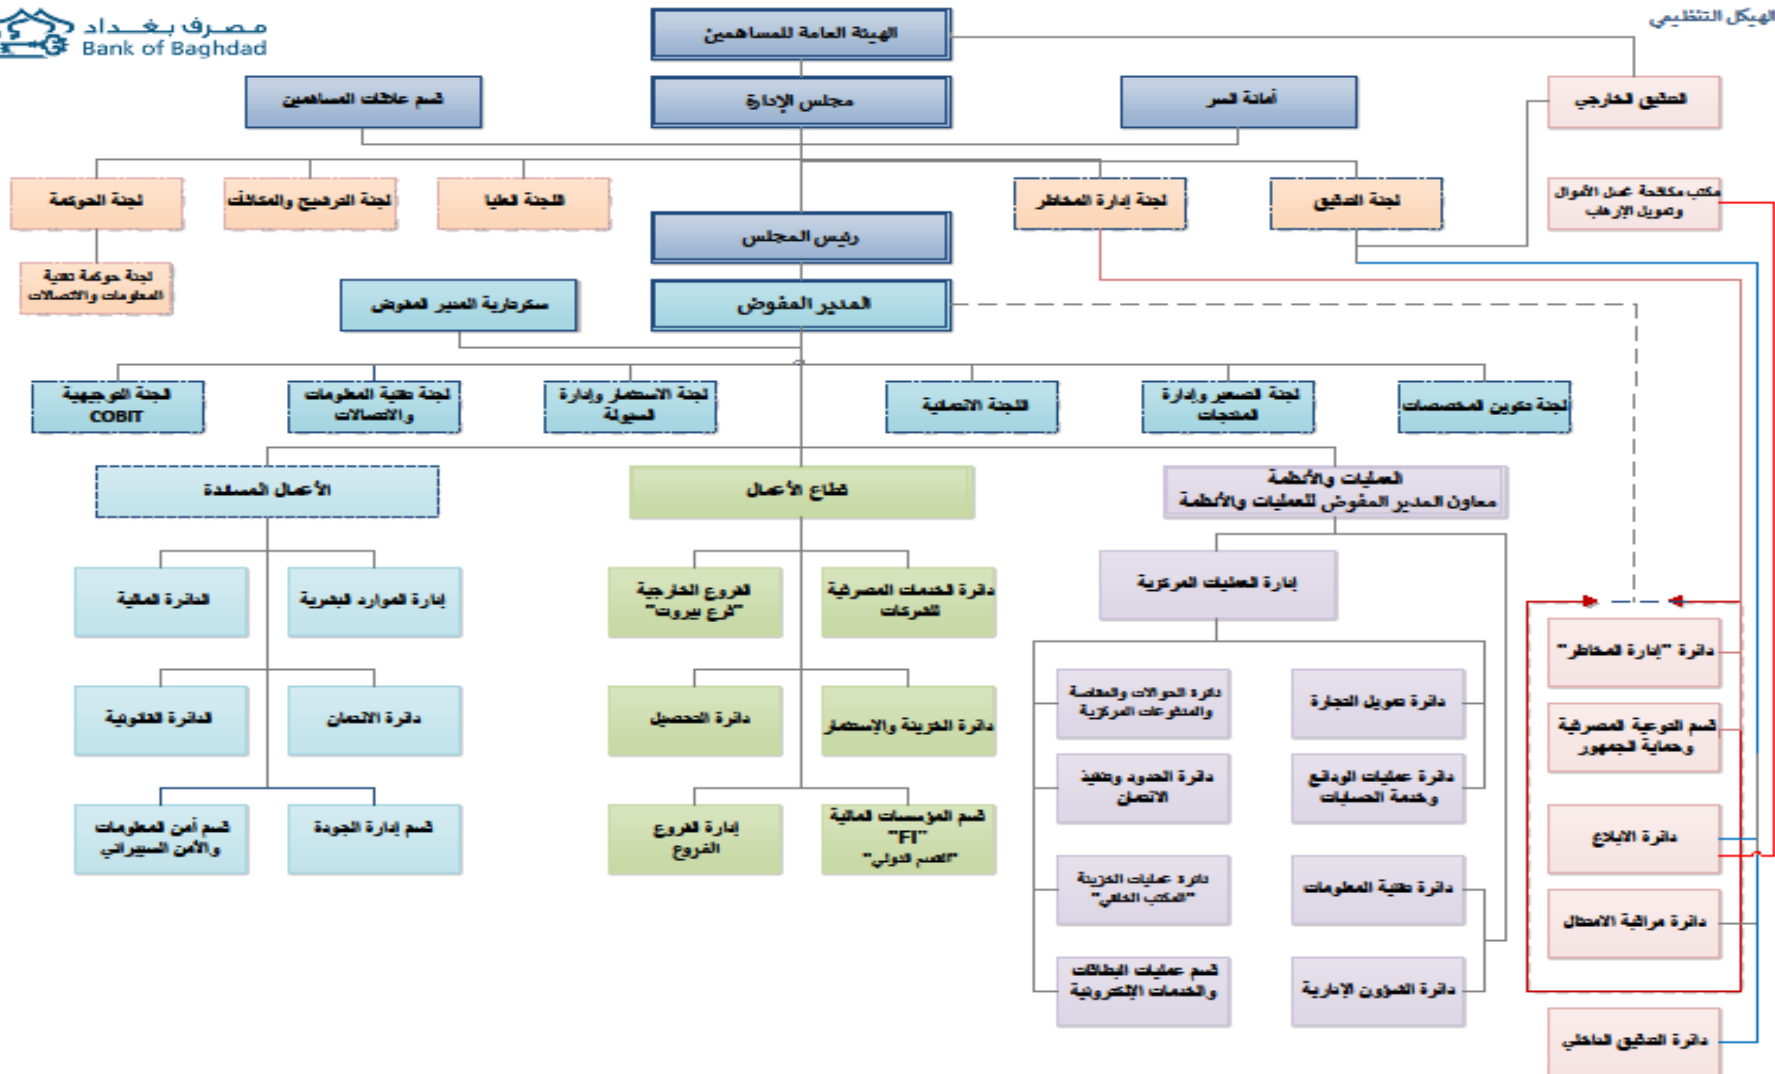 الهيكل التنظيمي
مصرف بغداد
Bank of Baghdad
الهيئة العامة للمساهمين
قسم علاقات المساهمين
مجلس الإدارة
أمانة السر
التدقيق الخارجي
لجنة الحوكمة
لجنة الترشيح والمكافآت
اللجنة العليا
لجنة إدارة المخاطر
لجنة التدقيق
مكتب مكافحة غسل الأموال
وتمويل الإرهاب
رئيس المجلس
لجنة حوكمة تقنية
المعلومات والاتصالات
سكرتارية المدير المفوض
المدير المفوض
اللجنة التوجيهية
COBIT
لجنة تقنية المعلومات
والاتصالات
لجنة الاستثمار وإدارة
السيولة
اللجنة الائتمانية
لجنة التسعير وإدارة
المنتجات
لجنة تكوين المخصصات
الأعمال المساندة
قطاع الأعمال
العمليات والأنظمة
معاون المدير المفوض للعمليات والأنظمة
الدائرة المالية
إدارة الموارد البشرية
الفروع الخارجية
"فرع بيروت"
دائرة الخدمات المصرفية
للشركات
إدارة العمليات المركزية
دائرة "إدارة المخاطر"
الدائرة القانونية
دائرة الائتمان
دائرة التحصيل
دائرة الخزينة والإستثمار
دائرة الحوالات والمقاصة
والمدفوعات المركزية
دائرة تمويل التجارة
قسم التوعية المصرفية
وحماية الجمهور
دائرة الحدود وتنفيذ
الائتمان
دائرة عمليات الودائع
وخدمة الحسابات
قسم أمن المعلومات
والأمن السيبراني
قسم إدارة الجودة
إدارة الفروع
الفروع
قسم المؤسسات المالية
"FI"
"القسم الدولي"
دائرة الابلاغ
دائرة عمليات الخزينة
"المكتب الخلفي"
دائرة تقنية المعلومات
دائرة مراقبة الامتثال
قسم عمليات البطاقات
والخدمات الإلكترونية
دائرة الشؤون الإدارية
دائرة التدقيق الداخلي